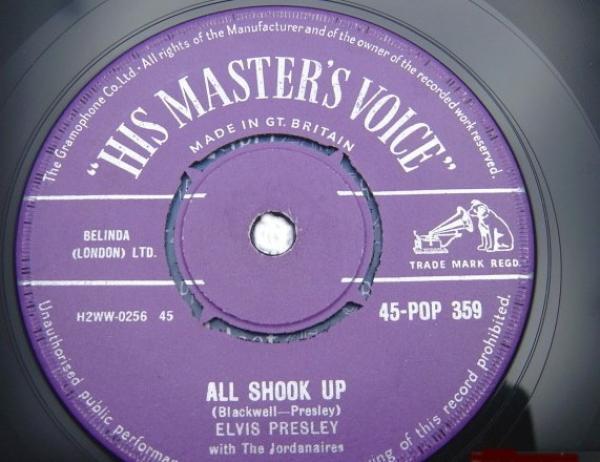 The Gramophone Co. Ltd. · All rights of the Manufacturer and of the owner of the recorded work reserved.
"HIS MASTER'S VOICE"
MADE IN GT. BRITAIN
BELINDA
(LONDON) LTD.
TRADE MARK REGD.
H2WW-0256 45
45-POP 359
ALL SHOOK UP
(Blackwell—Presley)
ELVIS PRESLEY
with The Jordanaires
Unauthorised public performan
ng of this record prohibited.